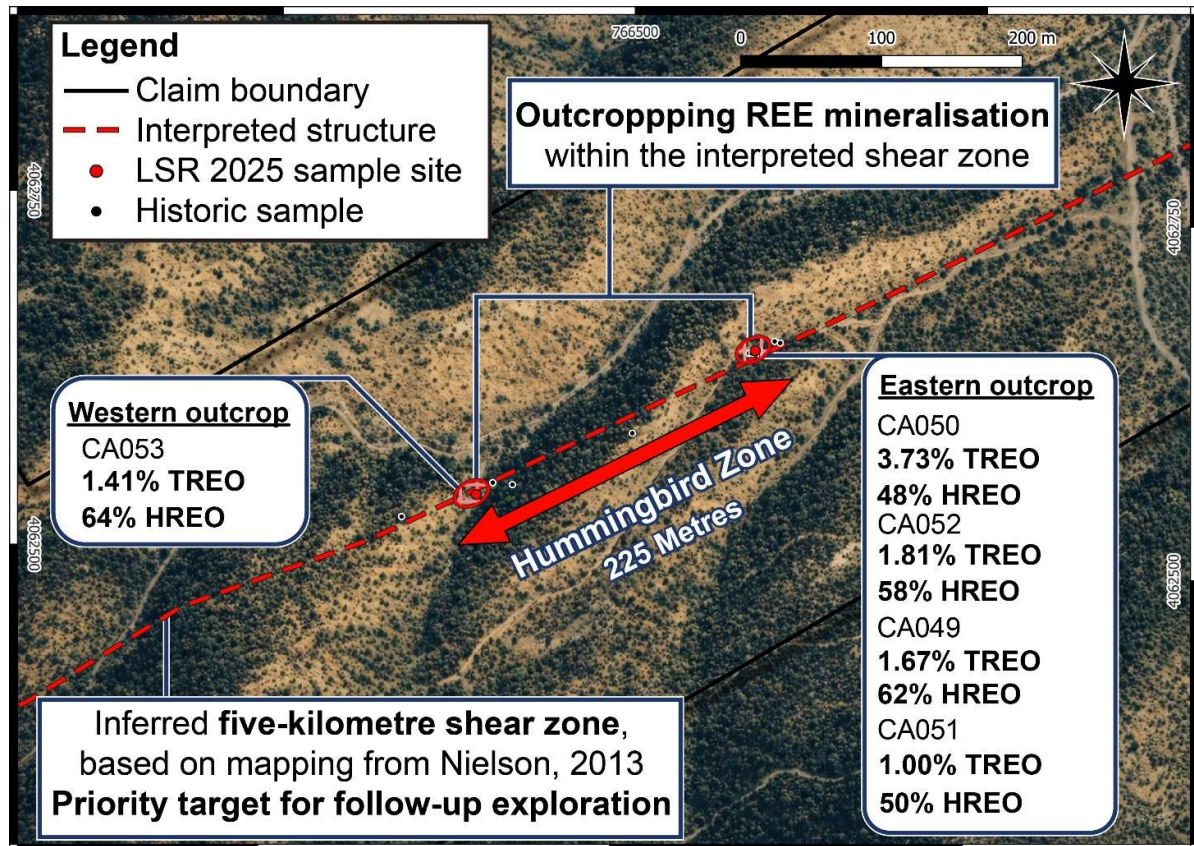 Legend
Claim boundary
Interpreted structure
LSR 2025 sample site
Historic sample
766500
0 100 200 m
Outcroppping REE mineralisation
within the interpreted shear zone
4062750
4062750
Western outcrop
CA053
1.41% TREO
64% HREO
Hummingbird Zone
225 Metres
Eastern outcrop
CA050
3.73% TREO
48% HREO
CA052
1.81% TREO
58% HREO
CA049
1.67% TREO
62% HREO
CA051
1.00% TREO
50% HREO
4062500
4062500
Inferred five-kilometre shear zone,
based on mapping from Nielson, 2013
Priority target for follow-up exploration